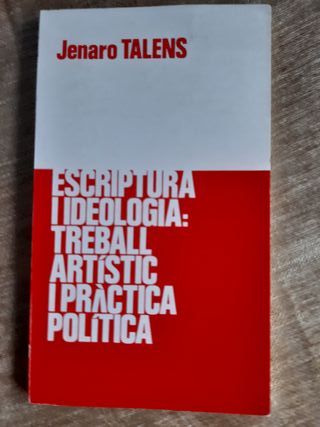 Jenaro TALENS
ESCRIPTURA
I IDEOLOGIA:
TREBALL
ARTÍSTIC
I PRÀCTICA
POLÍTICA